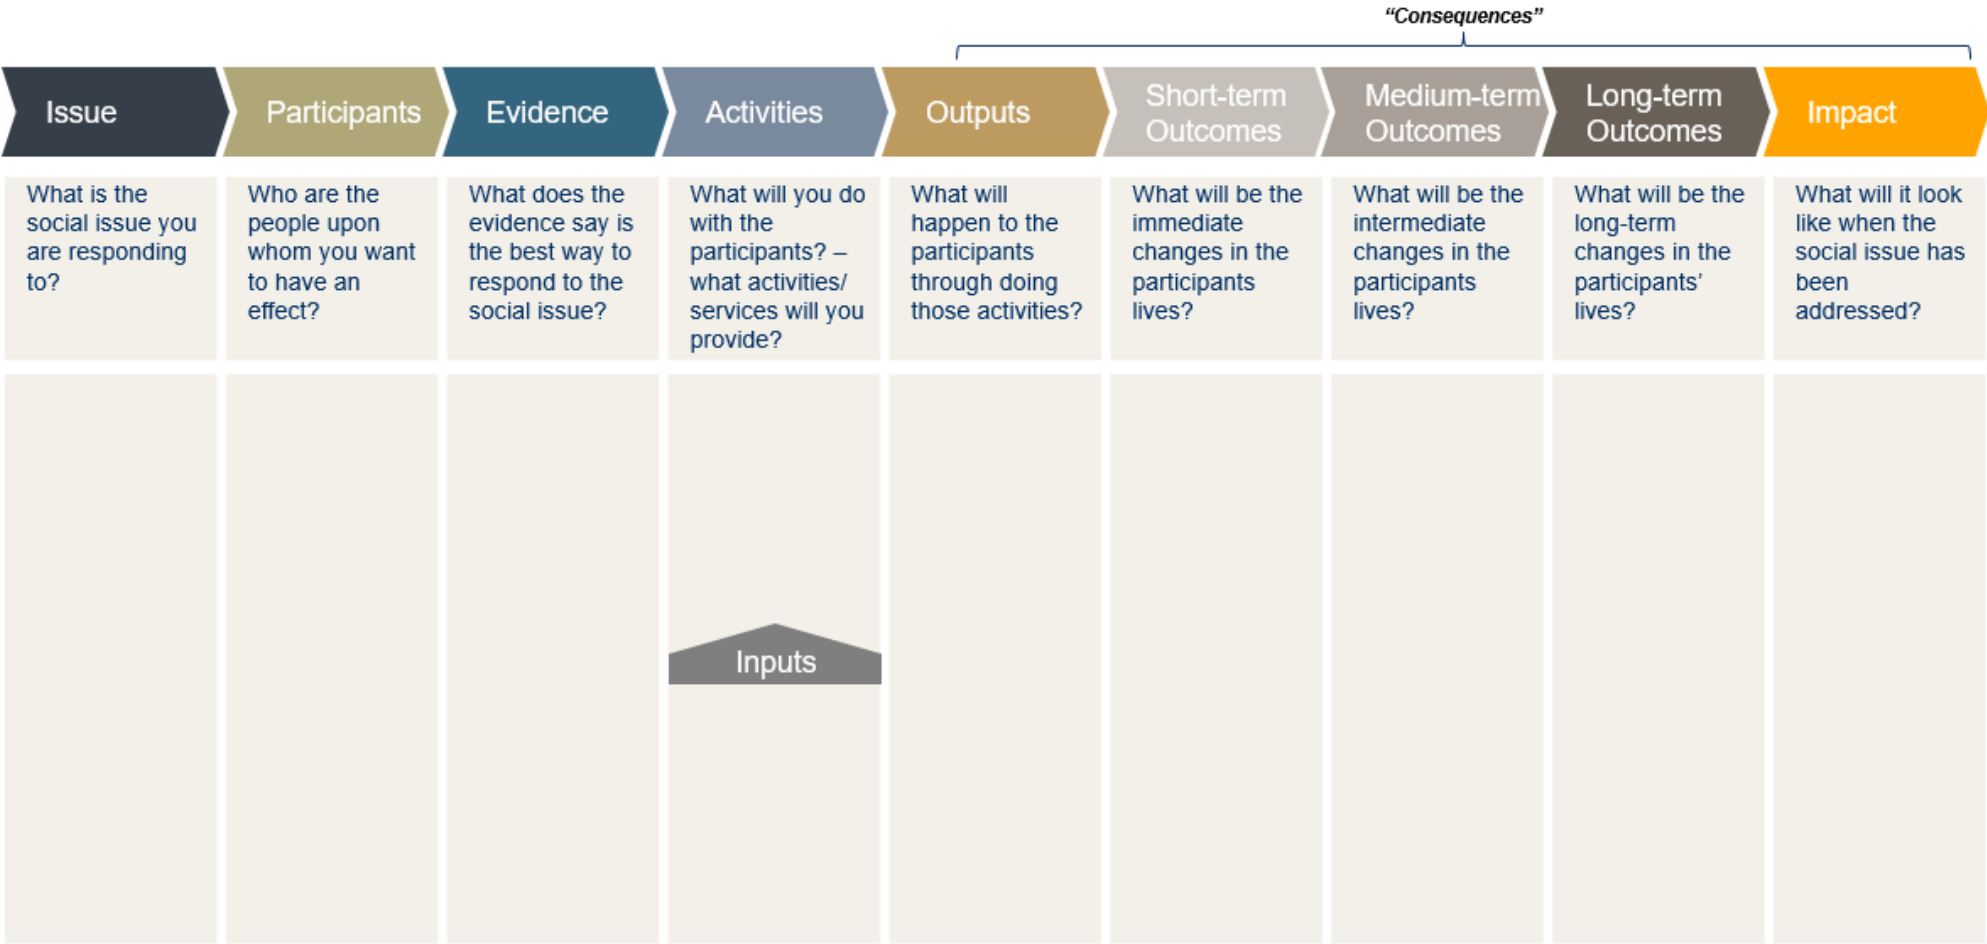 “Consequences”
Issue
Participants
Evidence
Activities
Outputs
Short-term
Outcomes
Medium-term
Outcomes
Long-term
Outcomes
Impact
What is the
social issue you
are responding
to?
Who are the
people upon
whom you want
to have an
effect?
What does the
evidence say is
the best way to
respond to the
social issue?
What will you do
with the
participants? –
what activities/
services will you
provide?
What will
happen to the
participants
through doing
those activities?
What will be the
immediate
changes in the
participants
lives?
What will be the
intermediate
changes in the
participants
lives?
What will be the
long-term
changes in the
participants’
lives?
What will it look
like when the
social issue has
been
addressed?
Inputs